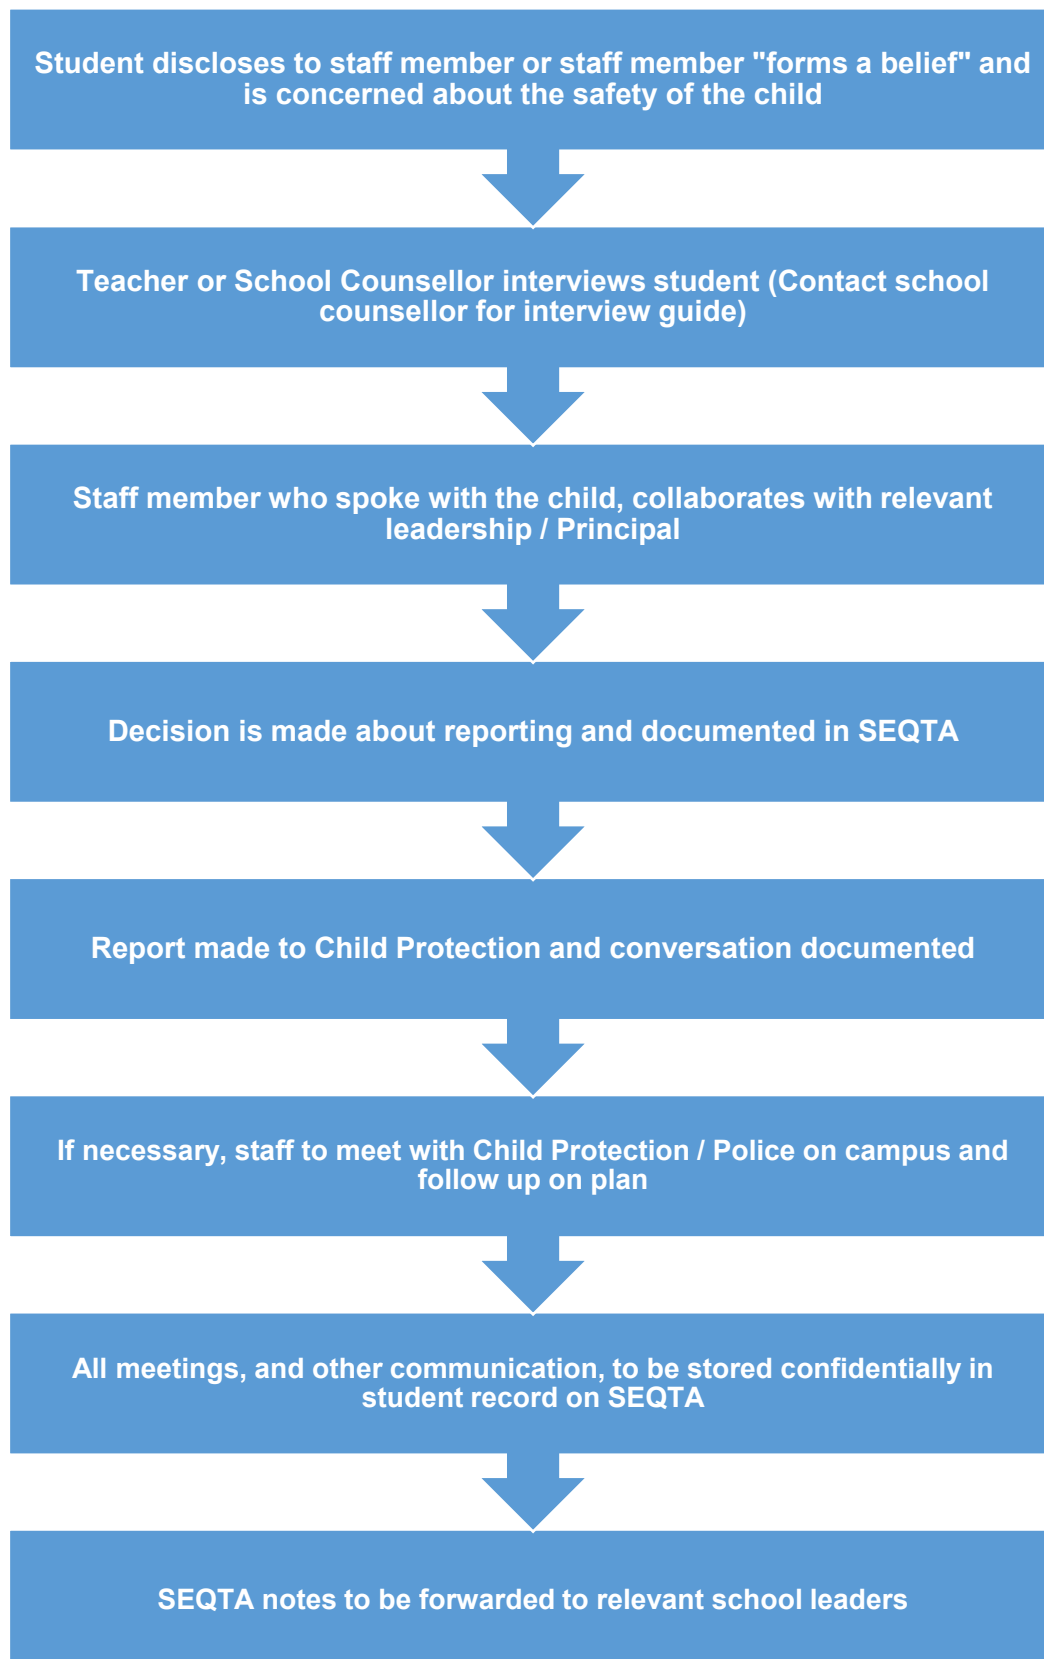 Student discloses to staff member or staff member "forms a belief" and
is concerned about the safety of the child
Teacher or School Counsellor interviews student (Contact school
counsellor for interview guide)
Staff member who spoke with the child, collaborates with relevant
leadership / Principal
Decision is made about reporting and documented in SEQTA
Report made to Child Protection and conversation documented
If necessary, staff to meet with Child Protection / Police on campus and
follow up on plan
All meetings, and other communication, to be stored confidentially in
student record on SEQTA
SEQTA notes to be forwarded to relevant school leaders